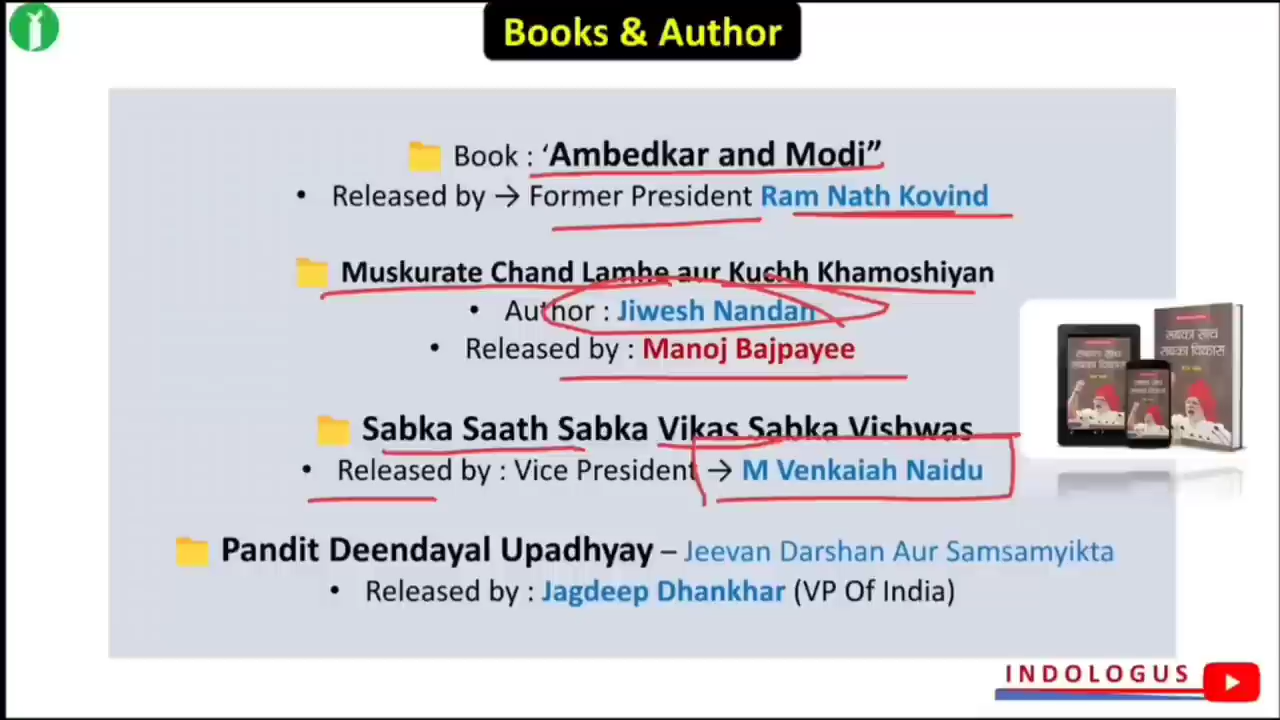 Books & Author
Book : ‘Ambedkar and Modi”
• Released by → Former President Ram Nath Kovind
Muskurate Chand Lamhe aur Kuchh Khamoshiyan
• Author : Jiwesh Nandan
• Released by : Manoj Bajpayee
Sabka Saath Sabka Vikas Sabka Vishwas
• Released by : Vice President → M Venkaiah Naidu
Pandit Deendayal Upadhyay – Jeevan Darshan Aur Samsamyikta
• Released by : Jagdeep Dhankhar (VP Of India)
सबका साथ
सबका विकास
INDOLOGUS